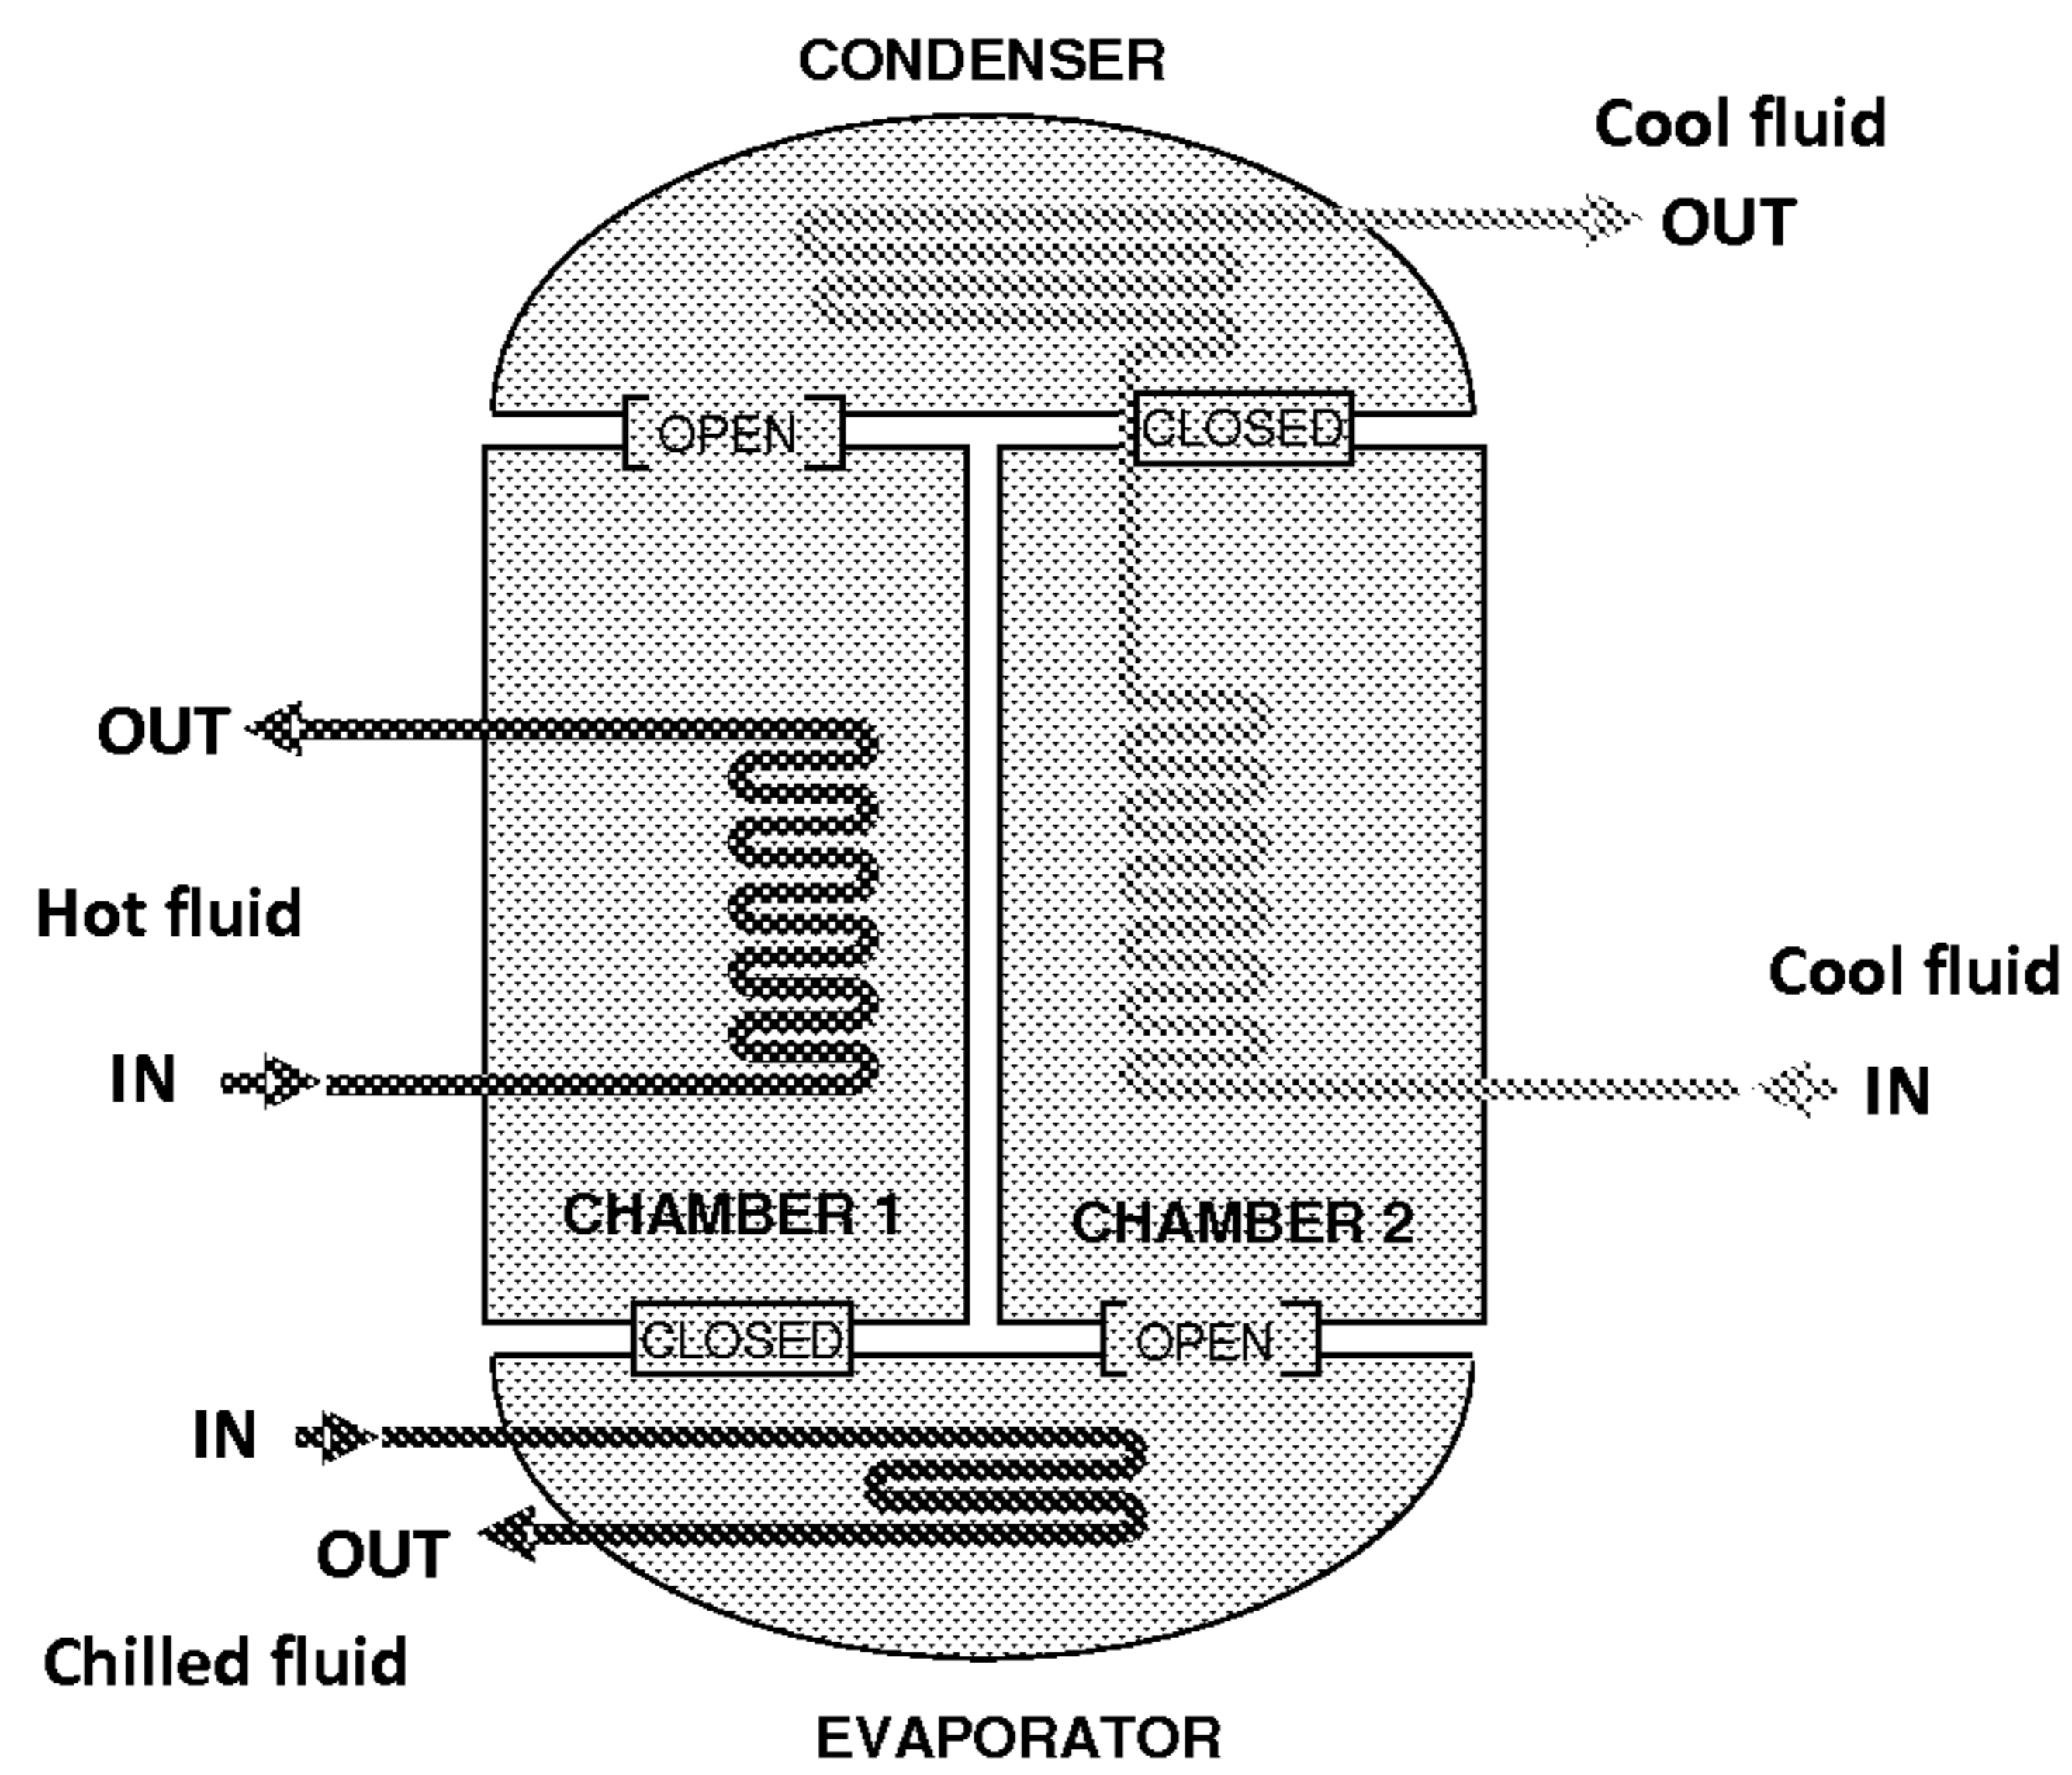 CONDENSER
Cool fluid
OUT
OPEN
CLOSED
OUT
Hot fluid
Cool fluid
IN
IN
CHAMBER 1
CHAMBER 2
CLOSED
OPEN
IN
OUT
Chilled fluid
EVAPORATOR